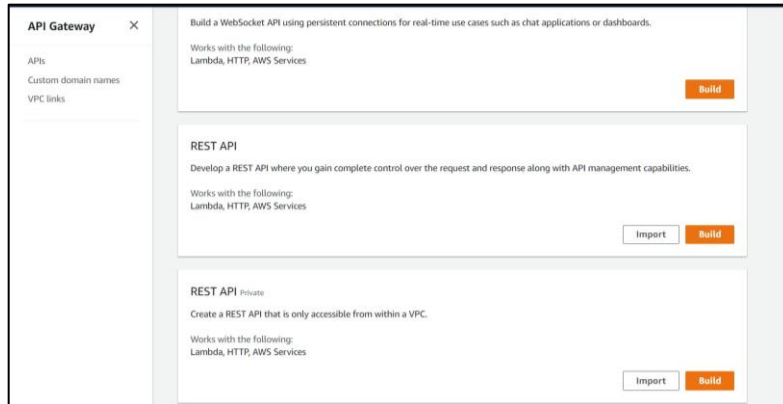 API Gateway
APIs
Custom domain names
VPC links
Build a WebSocket API using persistent connections for real-time use cases such as chat applications or dashboards.
Works with the following:
Lambda, HTTP, AWS Services
Build
REST API
Develop a REST API where you gain complete control over the request and response along with API management capabilities.
Works with the following:
Lambda, HTTP, AWS Services
Import Build
REST API Private
Create a REST API that is only accessible from within a VPC.
Works with the following:
Lambda, HTTP, AWS Services
Import Build